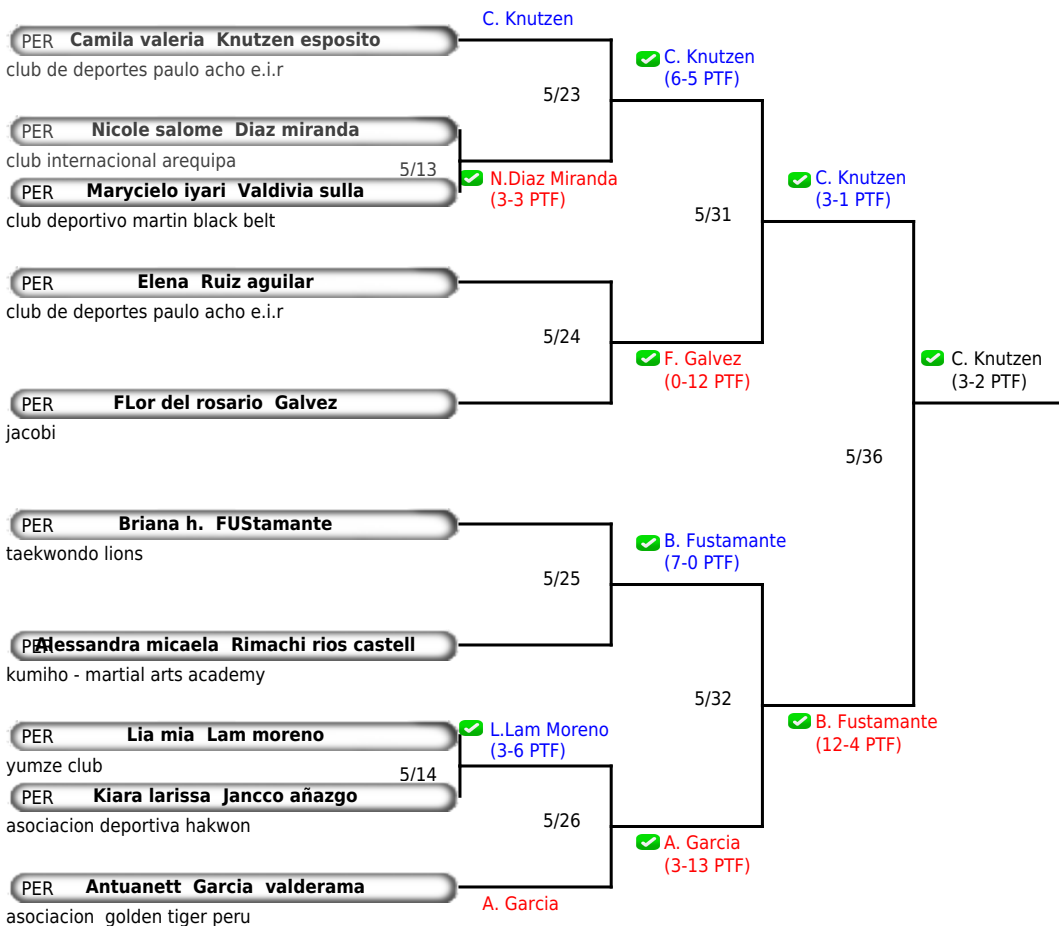 C. Knutzen
PER Camila valeria Knutzen esposito
club de deportes paulo acho e.i.r
C. Knutzen
(6-5 PTF)
5/23
PER Nicole salome Diaz miranda
club internacional arequipa
5/13
N.Diaz Miranda
(3-3 PTF)
PER Marycielo iyari Valdivia sulla
club deportivo martin black belt
C. Knutzen
(3-1 PTF)
5/31
PER Elena Ruiz aguilar
club de deportes paulo acho e.i.r
5/24
F. Galvez
(0-12 PTF)
C. Knutzen
(3-2 PTF)
PER FLor del rosario Galvez
jacobi
5/36
PER Briana h. FUStamante
taekwondo lions
B. Fustamante
(7-0 PTF)
5/25
PER Alessandra micaela Rimachi rios castell
kumiho - martial arts academy
5/32
B. Fustamante
(12-4 PTF)
PER Lia mia Lam moreno
yumze club
L.Lam Moreno
(3-6 PTF)
5/14
PER Kiara larissa Jancco añazgo
asociacion deportiva hakwon
5/26
A. Garcia
(3-13 PTF)
PER Antuanett Garcia valderama
asociacion golden tiger peru
A. Garcia